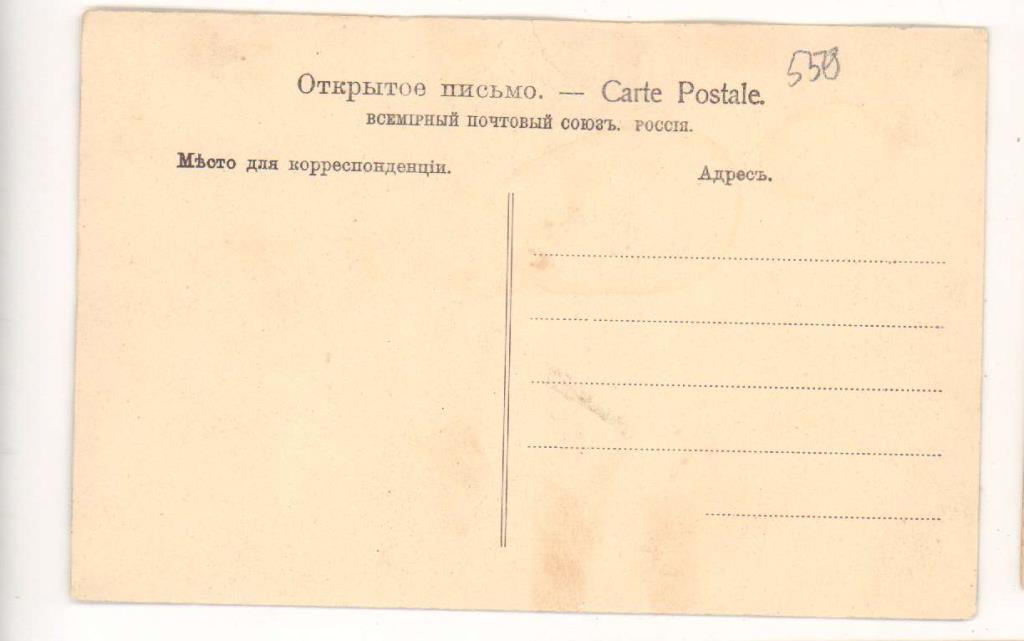 558
Открытое письмо. — Carte Postale.
ВСЕМІРНЫЙ ПОЧТОВЫЙ СОЮЗЪ. РОССІЯ.
Мѣсто для корреспонденціи.
Адресъ.